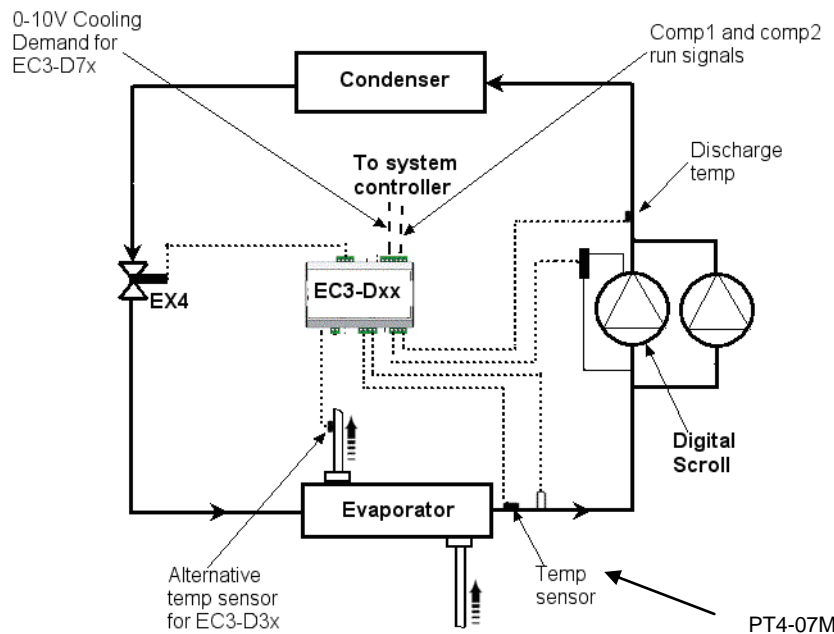 0-10V Cooling
Demand for
EC3-D7x
Comp1 and comp2
run signals
Condenser
To system
controller
Discharge
temp
EX4
EC3-Dxx
Digital
Scroll
Evaporator
Alternative
temp sensor
for EC3-D3x
Temp
sensor
PT4-07M